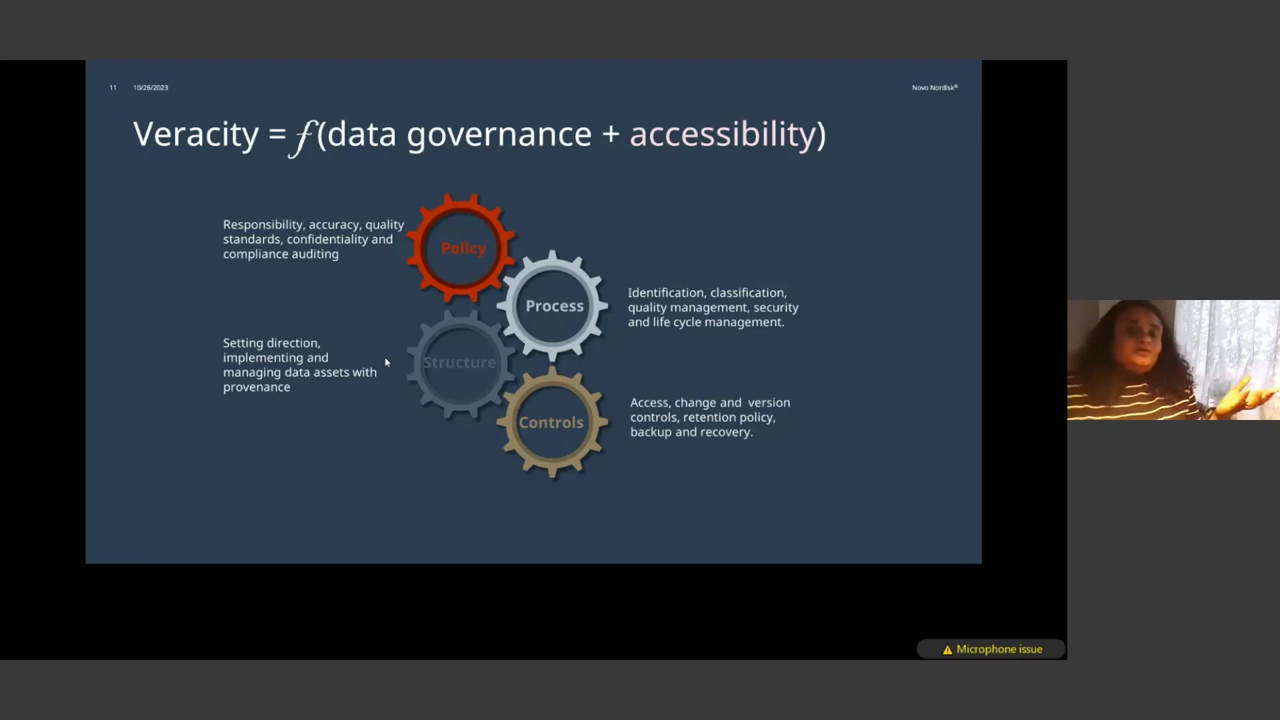 11 10/26/2023 Novo Nordisk®
Veracity = f(data governance + accessibility)
Responsibility, accuracy, quality
standards, confidentiality and
compliance auditing
Policy
Process
Identification, classification,
quality management, security
and life cycle management.
Setting direction,
implementing and
managing data assets with
provenance
Structure
Controls
Access, change and version
controls, retention policy,
backup and recovery.
Microphone issue